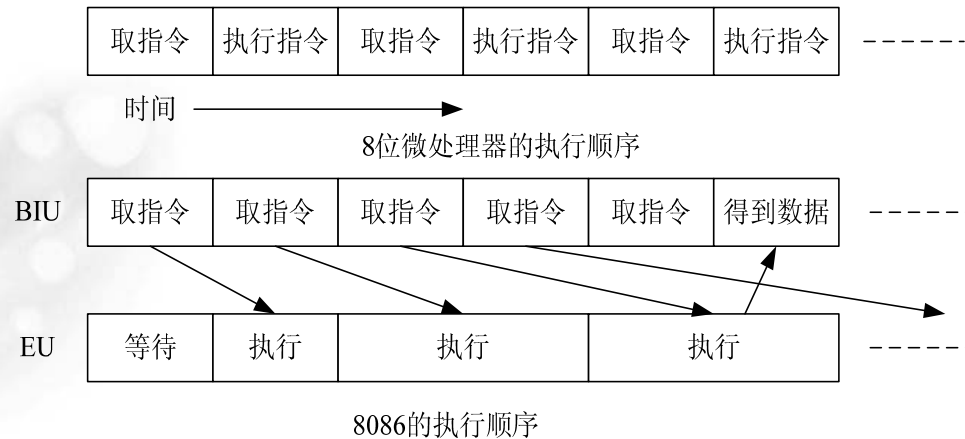 取指令 执行指令 取指令 执行指令 取指令 执行指令
时间
8位微处理器的执行顺序
BIU 取指令 取指令 取指令 取指令 取指令 得到数据
EU 等待 执行 执行 执行
8086的执行顺序